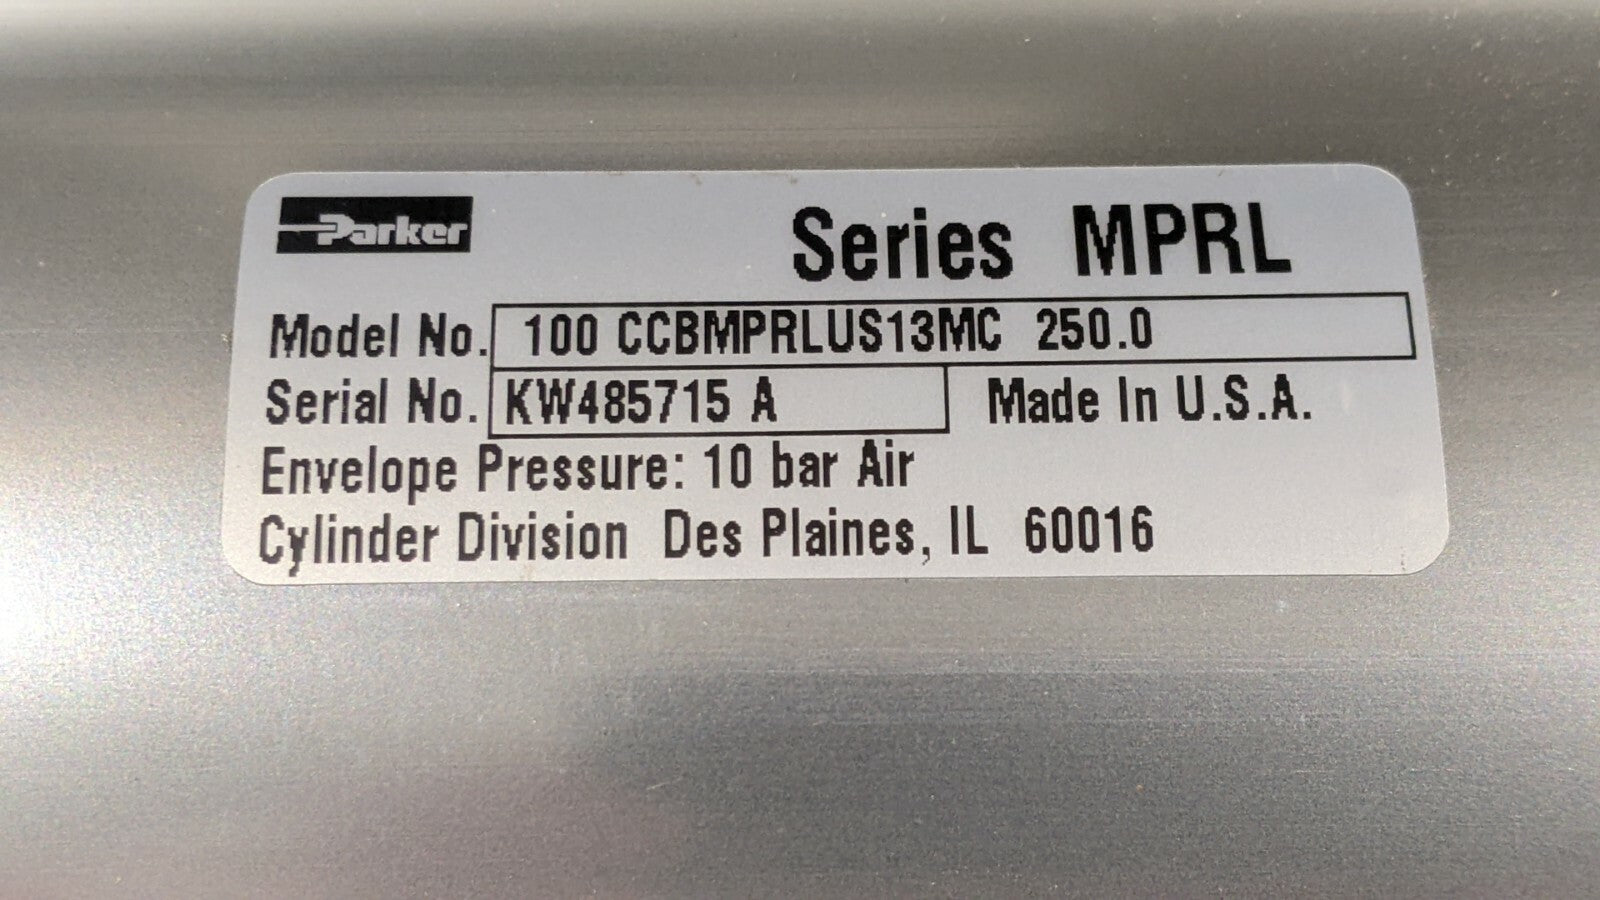 Parker
Series MPRL
Model No. 100 CCBMPRLUS13MC 250.0
Serial No. KW485715 A Made In U.S.A.
Envelope Pressure: 10 bar Air
Cylinder Division Des Plaines, IL 60016